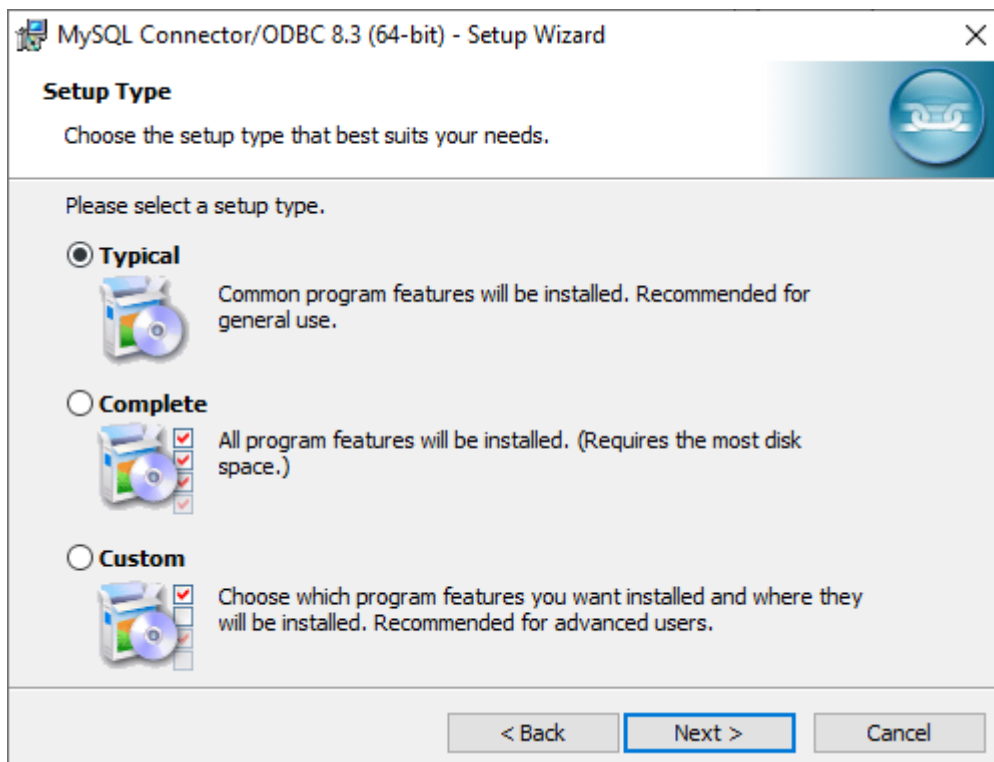 MySQL Connector/ODBC 8.3 (64-bit) - Setup Wizard
Setup Type
Choose the setup type that best suits your needs.
Please select a setup type.
Typical
Common program features will be installed. Recommended for
general use.
Complete
All program features will be installed. (Requires the most disk
space.)
Custom
Choose which program features you want installed and where they
will be installed. Recommended for advanced users.
< Back Next > Cancel